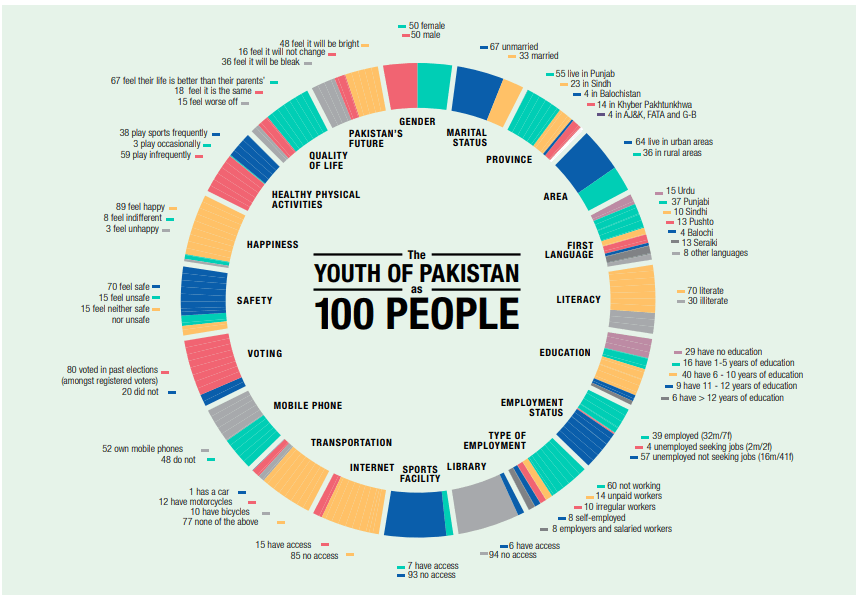 The
YOUTH OF PAKISTAN
as
100 PEOPLE
GENDER
50 female
50 male
MARITAL
STATUS
67 unmarried
33 married
PROVINCE
55 live in Punjab
23 in Sindh
4 in Balochistan
14 in Khyber Pakhtunkhwa
4 in AJ&K, FATA and G-B
AREA
64 live in urban areas
36 in rural areas
FIRST
LANGUAGE
15 Urdu
37 Punjabi
10 Sindhi
13 Pushto
4 Balochi
13 Seraiki
8 other languages
LITERACY
70 literate
30 illiterate
EDUCATION
29 have no education
16 have 1-5 years of education
40 have 6 - 10 years of education
9 have 11 - 12 years of education
6 have > 12 years of education
EMPLOYMENT
STATUS
39 employed (32m/7f)
4 unemployed seeking jobs (2m/2f)
57 unemployed not seeking jobs (16m/41f)
TYPE OF
EMPLOYMENT
60 not working
14 unpaid workers
10 irregular workers
8 self-employed
8 employers and salaried workers
LIBRARY
6 have access
94 no access
SPORTS
FACILITY
7 have access
93 no access
INTERNET
15 have access
85 no access
TRANSPORTATION
1 has a car
12 have motorcycles
10 have bicycles
77 none of the above
MOBILE PHONE
52 own mobile phones
48 do not
VOTING
80 voted in past elections
(amongst registered voters)
20 did not
SAFETY
70 feel safe
15 feel unsafe
15 feel neither safe
nor unsafe
HAPPINESS
89 feel happy
8 feel indifferent
3 feel unhappy
HEALTHY PHYSICAL
ACTIVITIES
38 play sports frequently
3 play occasionally
59 play infrequently
QUALITY
OF LIFE
67 feel their life is better than their parents'
18 feel it is the same
15 feel worse off
PAKISTAN'S
FUTURE
48 feel it will be bright
16 feel it will not change
36 feel it will be bleak